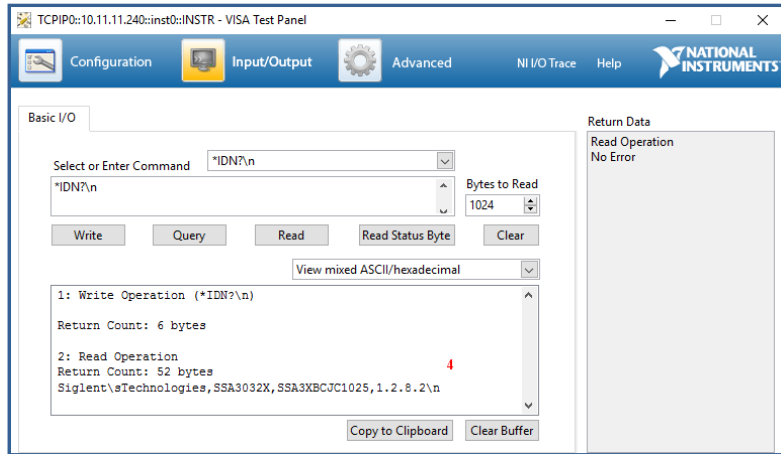 TCPIP0::10.11.11.240::inst0::INSTR - VISA Test Panel
Configuration Input/Output Advanced NI I/O Trace Help NATIONAL INSTRUMENTS
Basic I/O
Return Data
Read Operation
No Error
Select or Enter Command *IDN?\n
*IDN?\n
Bytes to Read
1024
Write Query Read Read Status Byte Clear
View mixed ASCII/hexadecimal
1: Write Operation (*IDN?\n)
Return Count: 6 bytes
2: Read Operation
Return Count: 52 bytes
4
Siglent\sTechnologies,SSA3032X,SSA3XBCJC1025,1.2.8.2\n
Copy to Clipboard Clear Buffer